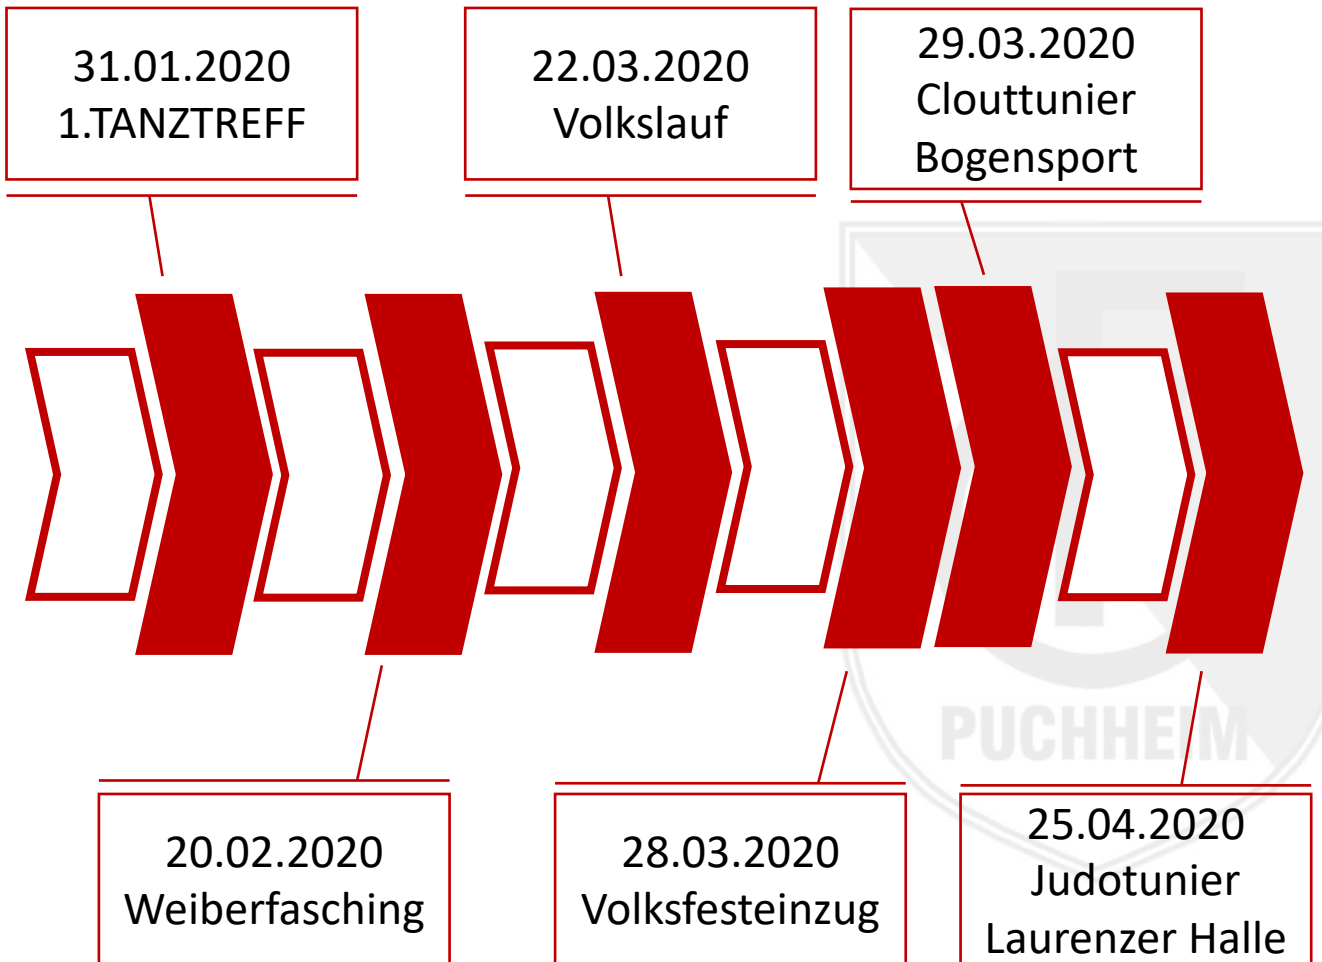 31.01.2020
1.TANZTREFF
22.03.2020
Volkslauf
29.03.2020
Clouttunier
Bogensport
PUCHHEIM
20.02.2020
Weiberfasching
28.03.2020
Volksfesteinzug
25.04.2020
Judotunier
Laurenzer Halle